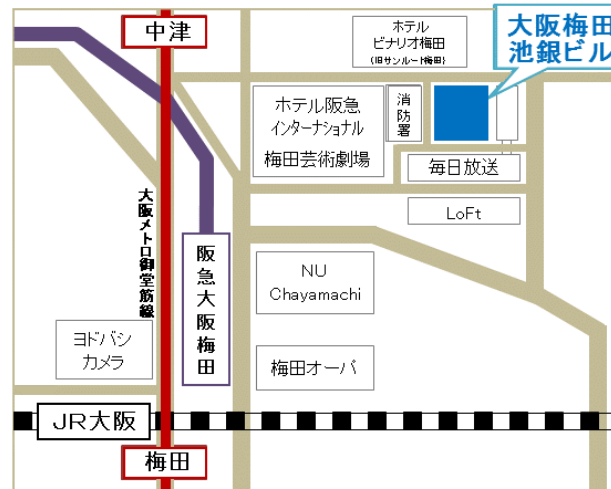 中津
ホテル
ビナリオ梅田
(旧サンルート梅田)
大阪梅田
池銀ビル
ホテル阪急
インターナショナル
梅田芸術劇場
消防署
毎日放送
LoFt
大阪メトロ御堂筋線
阪急大阪梅田
NU
Chayamachi
ヨドバシ
カメラ
梅田オーパ
JR大阪
梅田